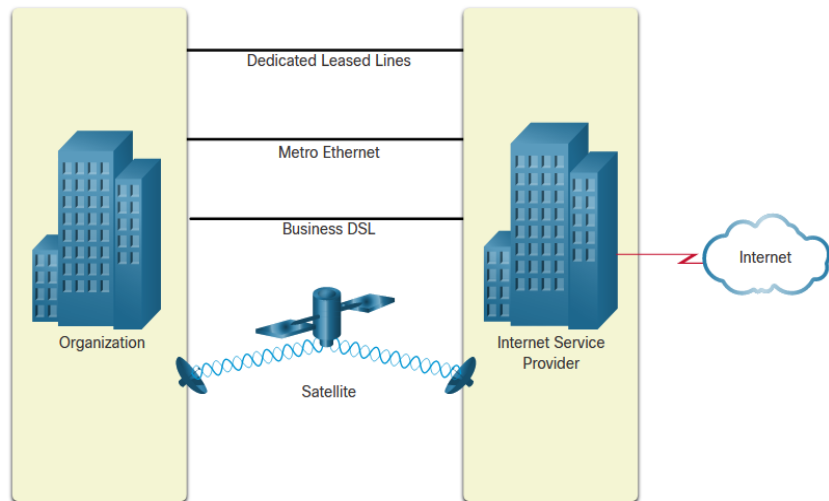 Dedicated Leased Lines
Metro Ethernet
Business DSL
Internet
Organization
Internet Service
Provider
Satellite